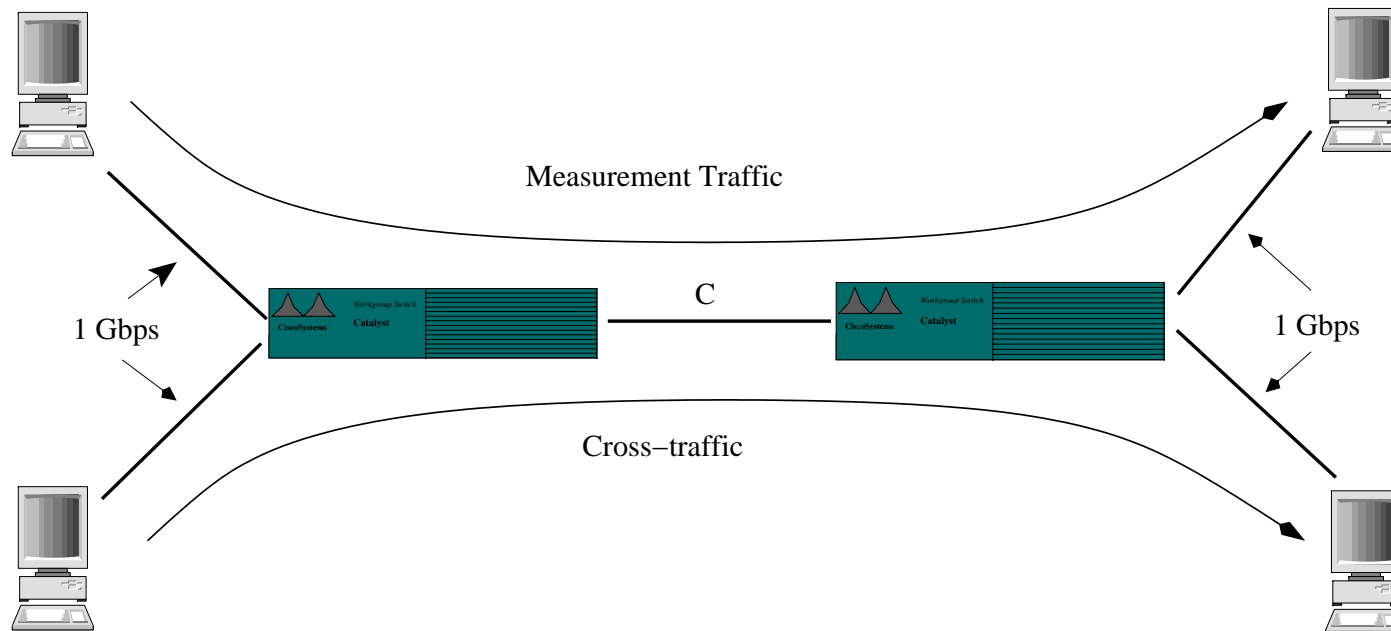 Measurement Traffic
C
Workgroup Switch
Catalyst
CiscoSystems
Workgroup Switch
Catalyst
CiscoSystems
1 Gbps
1 Gbps
Cross−traffic